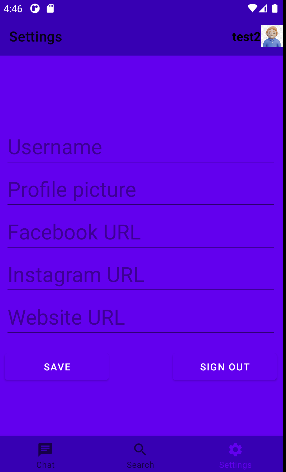 4:46
Settings test2
Username
Profile picture
Facebook URL
Instagram URL
Website URL
SAVE SIGN OUT
Chat Search Settings